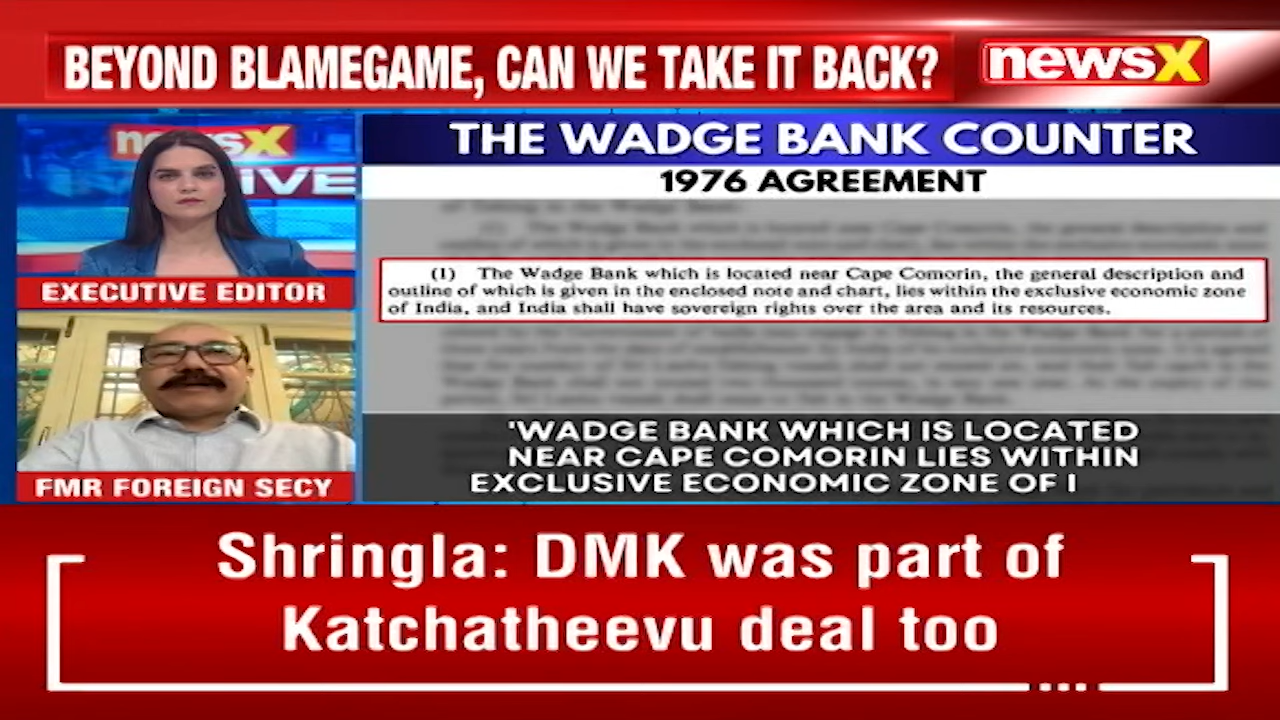 BEYOND BLAMEGAME, CAN WE TAKE IT BACK?
newsX
newsX
LIVE
EXECUTIVE EDITOR
FMR FOREIGN SECY
THE WADGE BANK COUNTER
1976 AGREEMENT
(1) The Wadge Bank which is located near Cape Comorin, the general description and
outline of which is given in the enclosed note and chart, lies within the exclusive economic zone
of India, and India shall have sovereign rights over the area and its resources.
'WADGE BANK WHICH IS LOCATED
NEAR CAPE COMORIN LIES WITHIN
EXCLUSIVE ECONOMIC ZONE OF I
Shringla: DMK was part of
Katchatheevu deal too